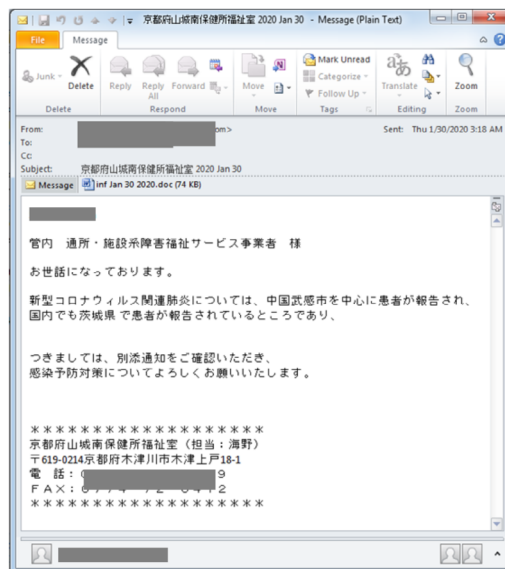 京都府山城南保健所福祉室 2020 Jan 30 - Message (Plain Text)
File Message
Junk Delete Reply Reply All Forward Move Mark Unread Categorize Follow Up Translate Zoom
Delete Respond Move Tags Editing Zoom
From: om> Sent: Thu 1/30/2020 3:18 AM
To:
Cc:
Subject: 京都府山城南保健所福祉室 2020 Jan 30
Message inf Jan 30 2020.doc (74 KB)
管内 通所・施設系障害福祉サービス事業者 様
お世話になっております。
新型コロナウィルス関連肺炎については、中国武感市を中心に患者が報告され、
国内でも茨城県 で患者が報告されているところであり、
つきましては、別添通知をご確認いただき、
感染予防対策についてよろしくお願いいたします。
＊＊＊＊＊＊＊＊＊＊＊＊＊＊＊＊＊＊＊
京都府山城南保健所福祉室（担当：海野）
〒619-0214京都府木津川市木津上戸18-1
電 話： 9
ＦＡＸ：
＊＊＊＊＊＊＊＊＊＊＊＊＊＊＊＊＊＊＊